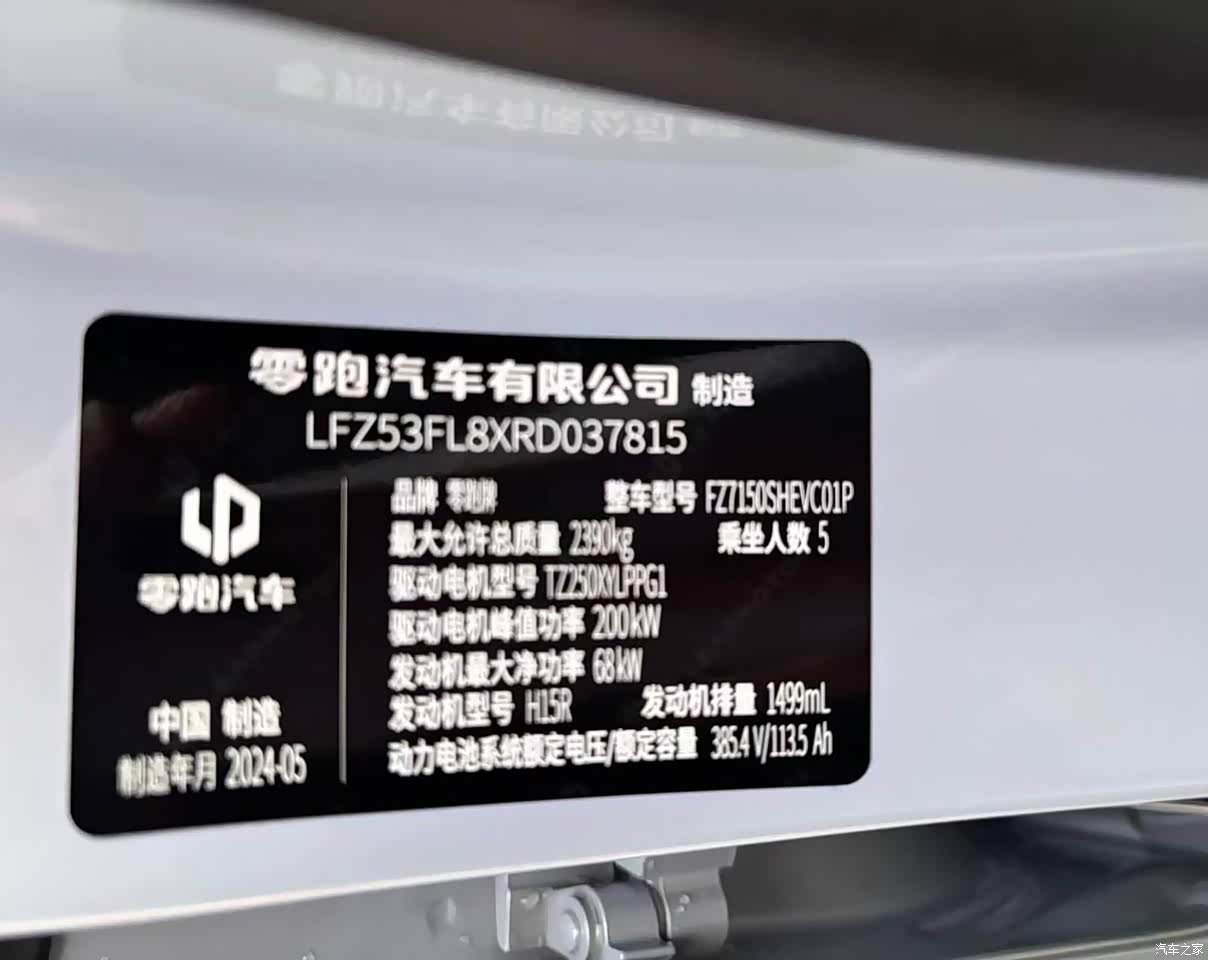 零跑汽车有限公司 制造
LFZ53FL8XRD037815
零跑汽车
中国 制造
制造年月 2024-05
品牌 零跑牌 整车型号 FZ7150SHEVC01P
最大允许总质量 2390kg 乘坐人数 5
驱动电机型号 TZ250XYLPPG1
驱动电机峰值功率 200kW
发动机最大净功率 68kW
发动机型号 H15R 发动机排量 1499mL
动力电池系统额定电压/额定容量 385.4 V/113.5 Ah
汽车之家